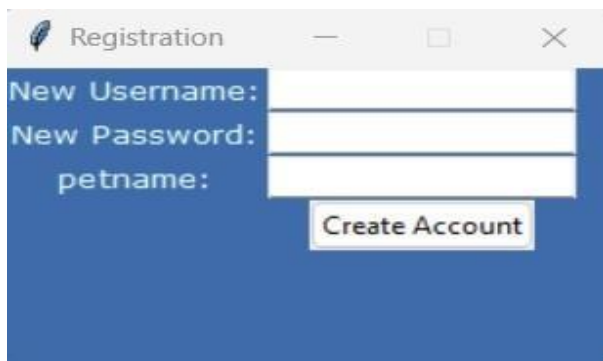 Registration
New Username:
New Password:
petname:
Create Account